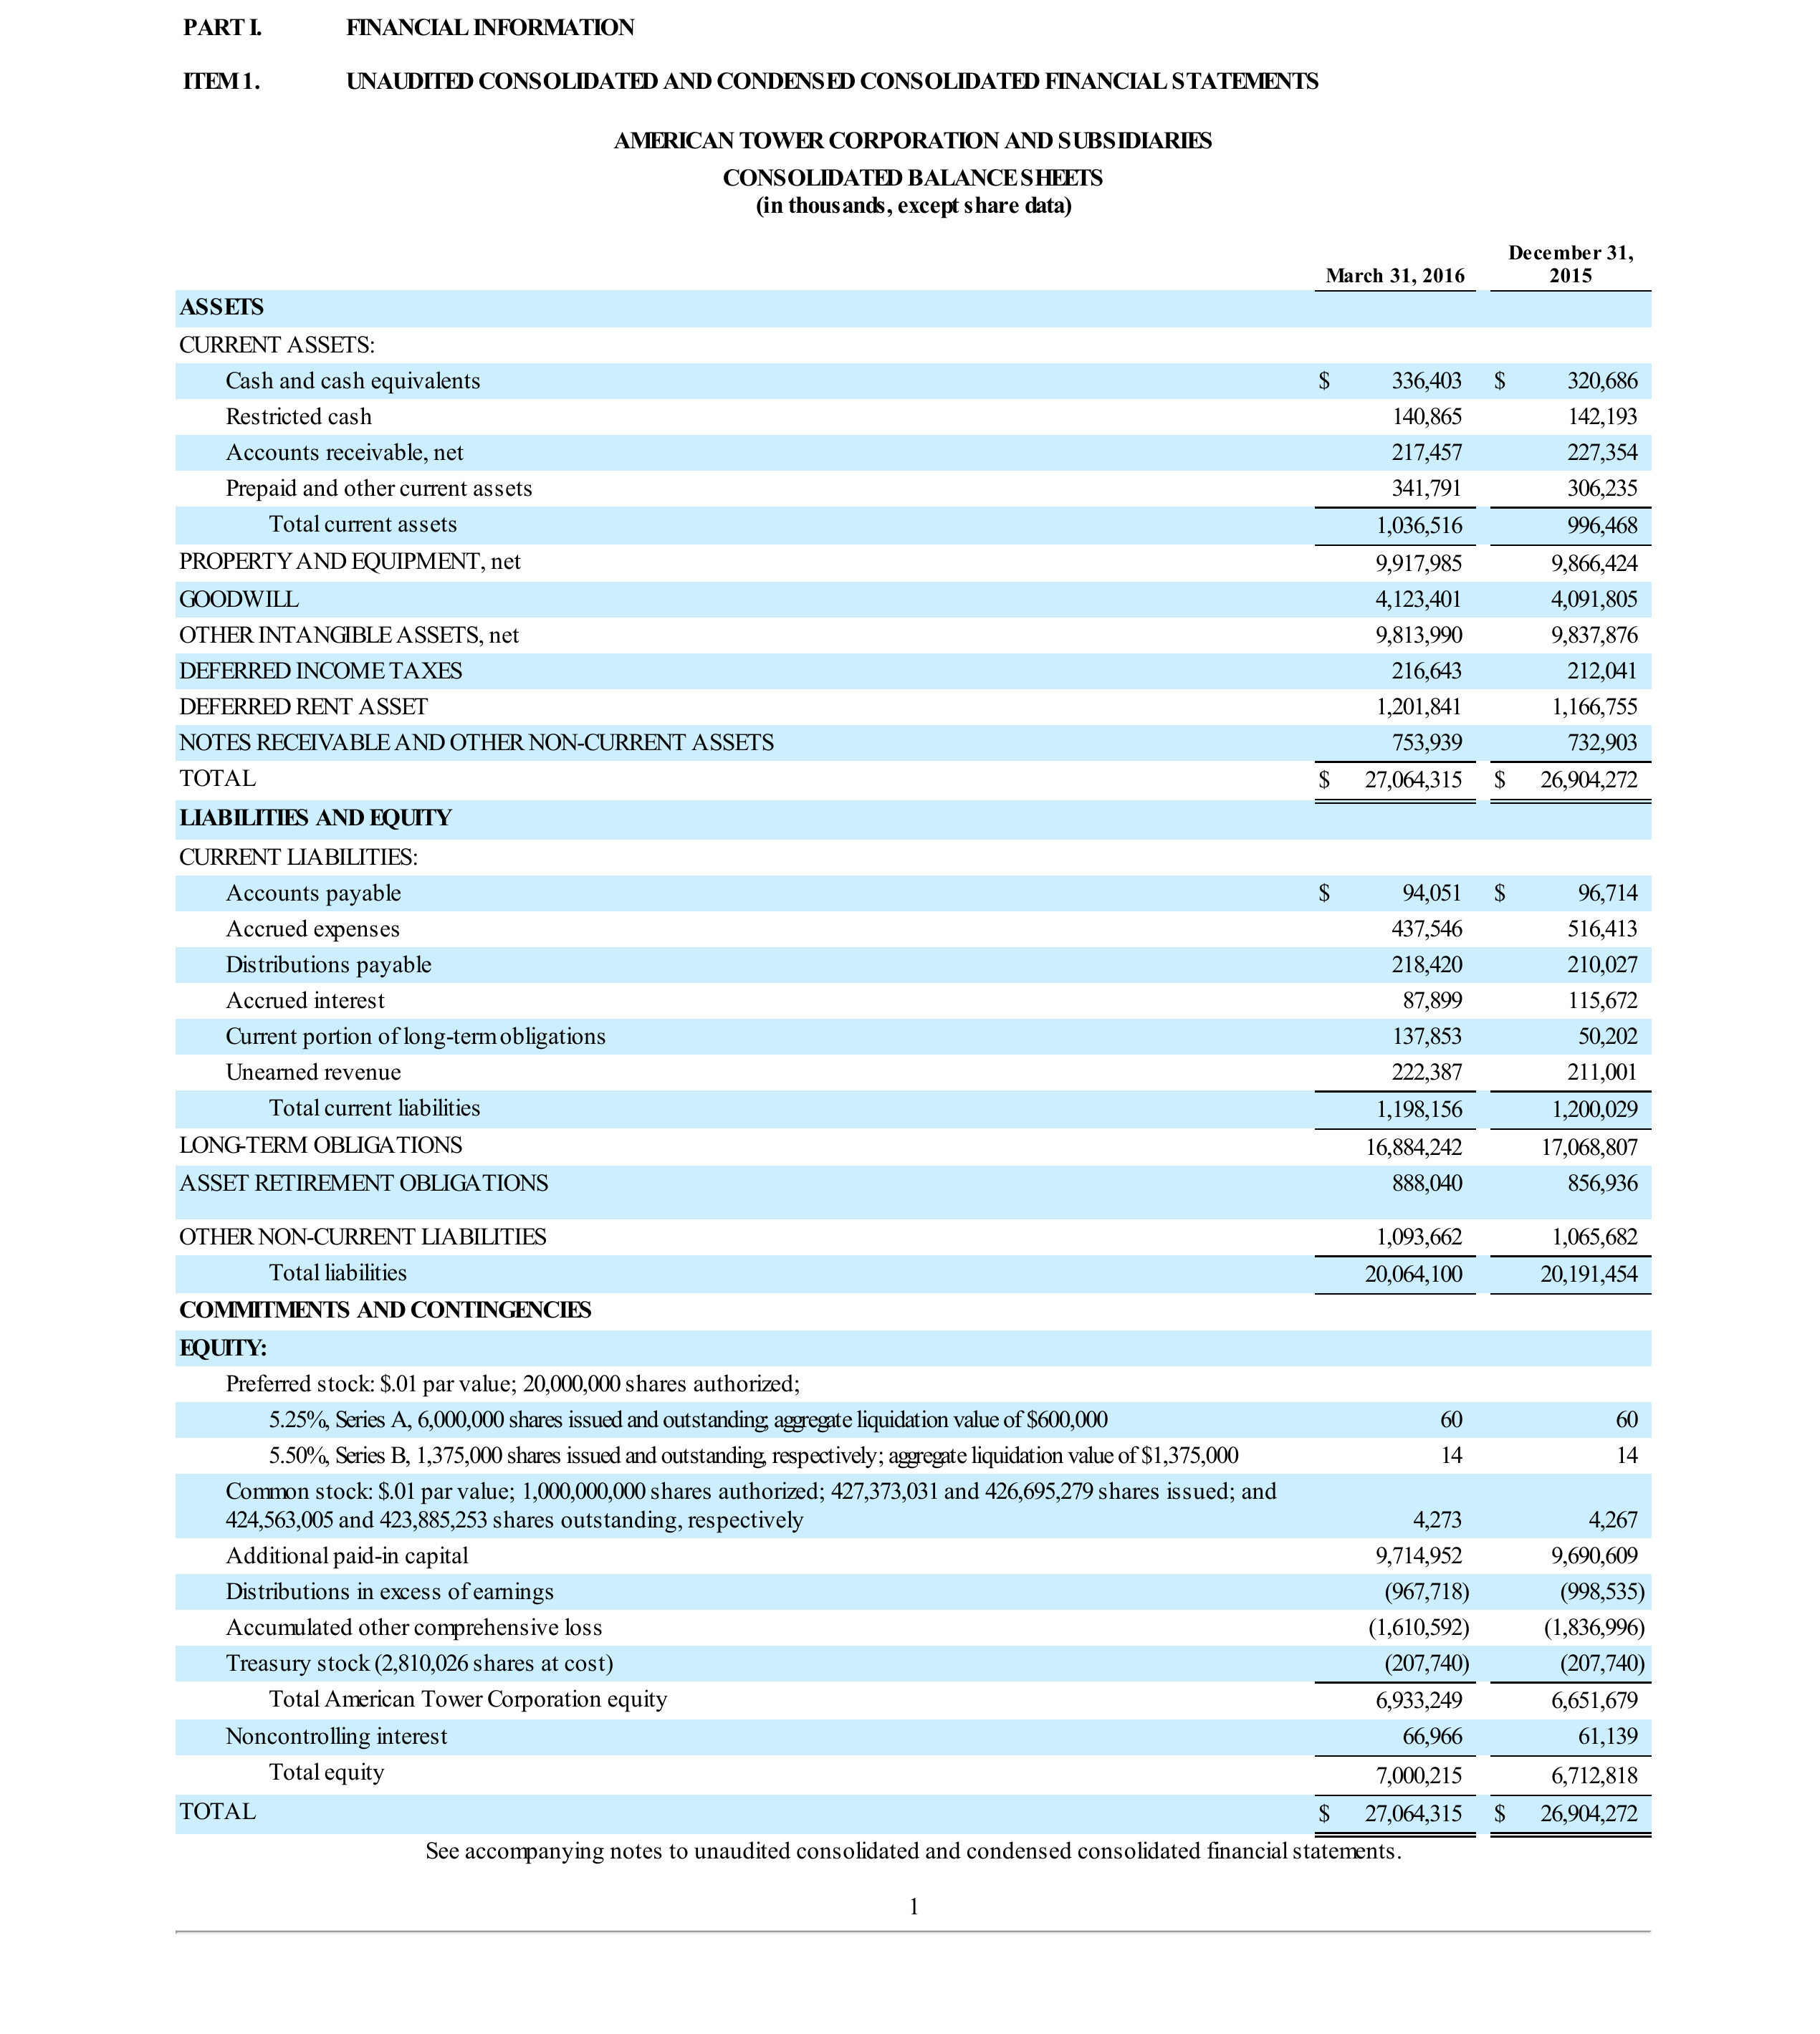 PART I. FINANCIAL INFORMATION
ITEM 1. UNAUDITED CONSOLIDATED AND CONDENSED CONSOLIDATED FINANCIAL STATEMENTS
AMERICAN TOWER CORPORATION AND SUBSIDIARIES
CONSOLIDATED BALANCE SHEETS
(in thousands, except share data)
March 31, 2016 December 31, 2015
ASSETS
CURRENT ASSETS:
Cash and cash equivalents $ 336,403 $ 320,686
Restricted cash 140,865 142,193
Accounts receivable, net 217,457 227,354
Prepaid and other current assets 341,791 306,235
Total current assets 1,036,516 996,468
PROPERTY AND EQUIPMENT, net 9,917,985 9,866,424
GOODWILL 4,123,401 4,091,805
OTHER INTANGIBLE ASSETS, net 9,813,990 9,837,876
DEFERRED INCOME TAXES 216,643 212,041
DEFERRED RENT ASSET 1,201,841 1,166,755
NOTES RECEIVABLE AND OTHER NON-CURRENT ASSETS 753,939 732,903
TOTAL $ 27,064,315 $ 26,904,272
LIABILITIES AND EQUITY
CURRENT LIABILITIES:
Accounts payable $ 94,051 $ 96,714
Accrued expenses 437,546 516,413
Distributions payable 218,420 210,027
Accrued interest 87,899 115,672
Current portion of long-term obligations 137,853 50,202
Unearned revenue 222,387 211,001
Total current liabilities 1,198,156 1,200,029
LONG-TERM OBLIGATIONS 16,884,242 17,068,807
ASSET RETIREMENT OBLIGATIONS 888,040 856,936
OTHER NON-CURRENT LIABILITIES 1,093,662 1,065,682
Total liabilities 20,064,100 20,191,454
COMMITMENTS AND CONTINGENCIES
EQUITY:
Preferred stock: $.01 par value; 20,000,000 shares authorized;
5.25%, Series A, 6,000,000 shares issued and outstanding; aggregate liquidation value of $600,000 60 60
5.50%, Series B, 1,375,000 shares issued and outstanding, respectively; aggregate liquidation value of $1,375,000 14 14
Common stock: $.01 par value; 1,000,000,000 shares authorized; 427,373,031 and 426,695,279 shares issued; and
424,563,005 and 423,885,253 shares outstanding, respectively 4,273 4,267
Additional paid-in capital 9,714,952 9,690,609
Distributions in excess of earnings (967,718) (998,535)
Accumulated other comprehensive loss (1,610,592) (1,836,996)
Treasury stock (2,810,026 shares at cost) (207,740) (207,740)
Total American Tower Corporation equity 6,933,249 6,651,679
Noncontrolling interest 66,966 61,139
Total equity 7,000,215 6,712,818
TOTAL $ 27,064,315 $ 26,904,272
See accompanying notes to unaudited consolidated and condensed consolidated financial statements.
1